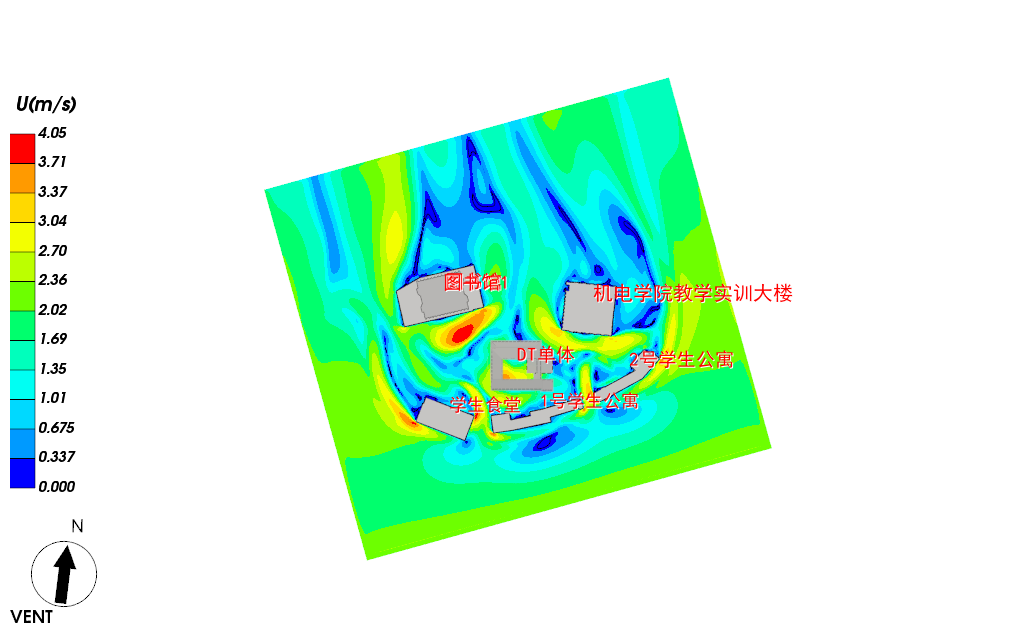 U(m/s)
4.05
3.71
3.37
3.04
2.70
2.36
2.02
1.69
1.35
1.01
0.675
0.337
0.000
N
VENT
图书馆1
机电学院教学实训大楼
DT单体
2号学生公寓
学生食堂
1号学生公寓